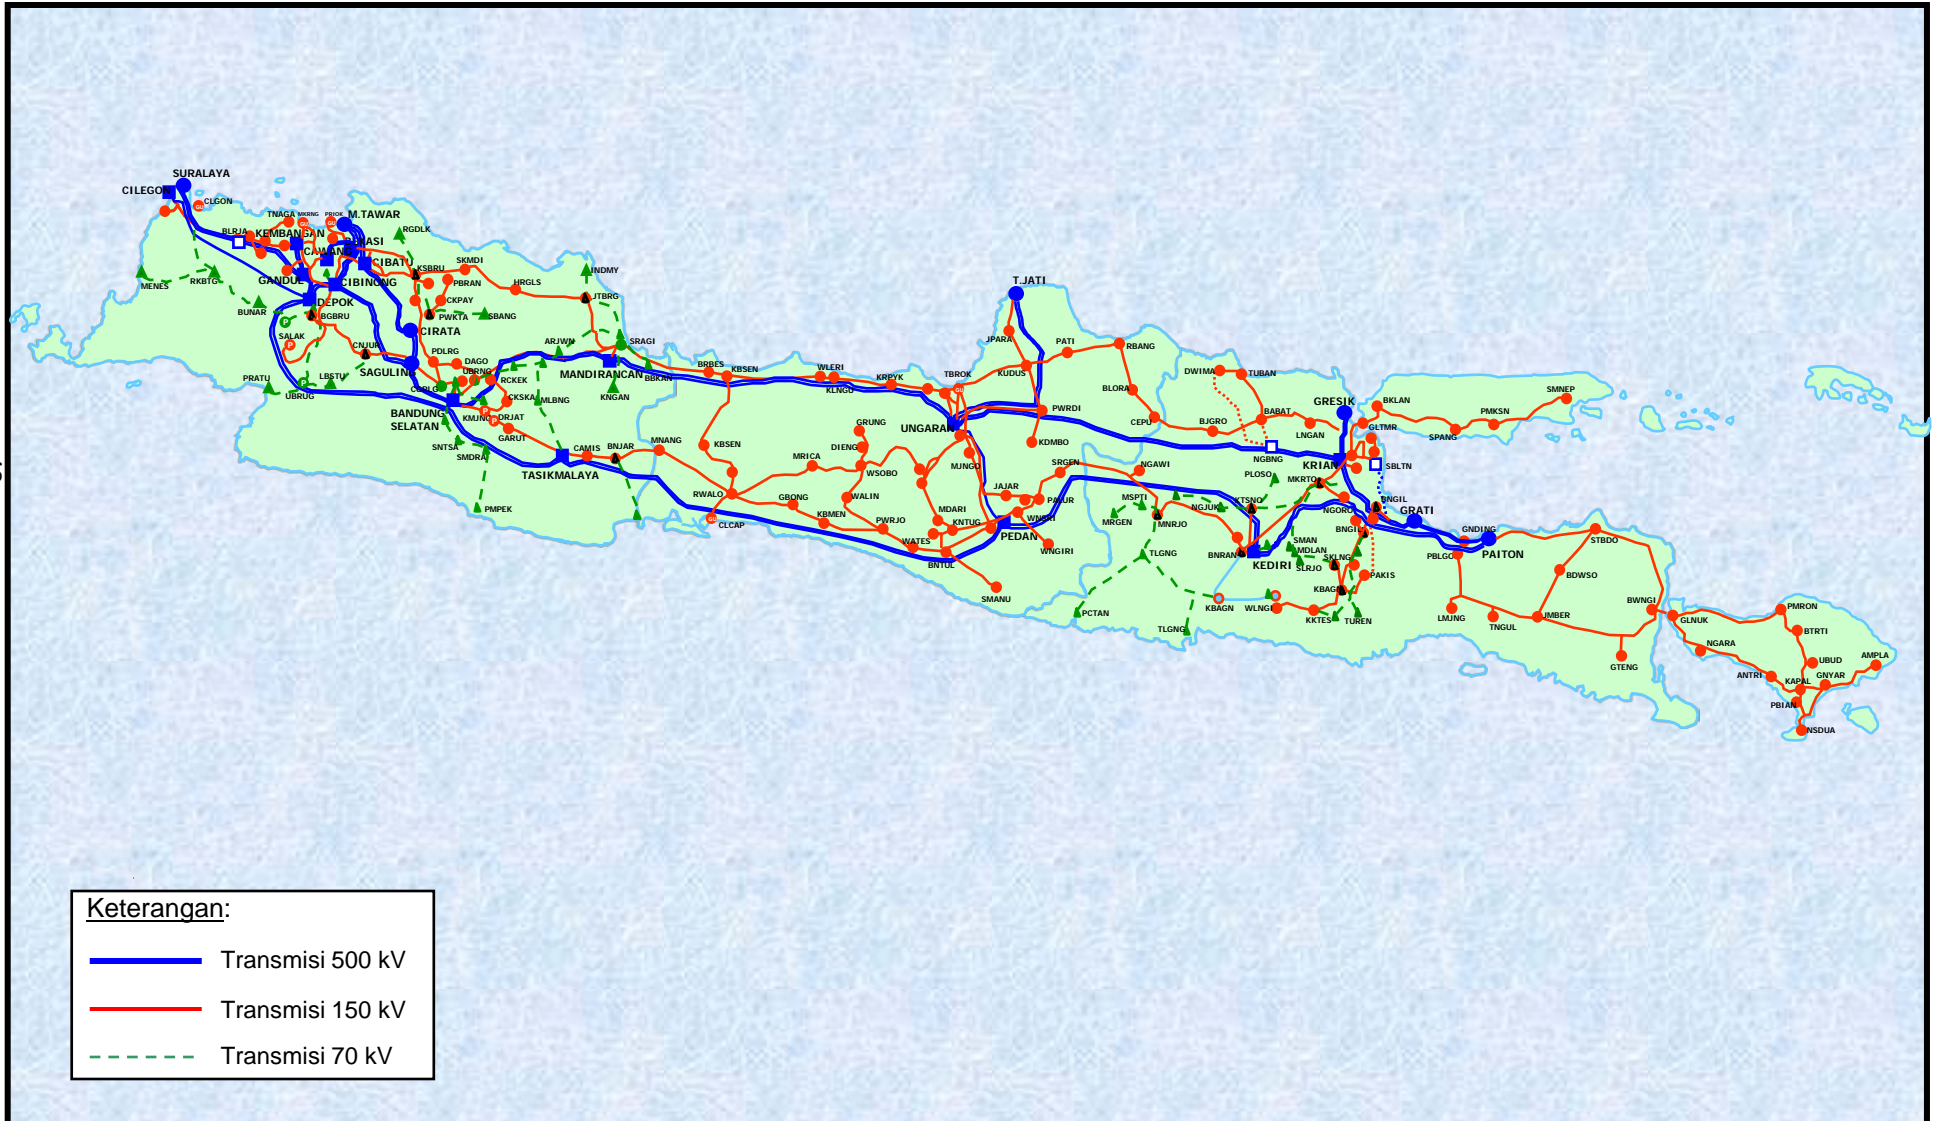 SURALAYA
CILEGON
CLGON
TNAGA
MKRNG
PRIOK
M.TAWAR
BLRJA
KEMBANGAN
BEKASI
CAWANG
CIBATU
RGDLK
KSBRU
SKMDI
PBRAN
HRGLS
INDMY
JTBRG
MENES
RKBTG
GANDUL
CIBINONG
DEPOK
BUNAR
BGBRU
CKPAY
PWKTA
SBANG
SALAK
CIRATA
CNJUR
PDLRG
DAGO
UBRNG
ARJWN
SRAGI
SAGULING
RCKEK
MANDIRANCAN
BBKAN
PRATU
LBSTU
UBRUG
CKSKA
MLBNG
KNGAN
BANDUNG
SELATAN
KMJNG
DRJAT
GARUT
SNTSA
SMDRA
TASIKMALAYA
CAMIS
BNJAR
MNANG
PMPEK
BRBES
KBSEN
WLERI
KLNGU
KRPYK
TBROK
T.JATI
JPARA
KUDUS
PATI
RBANG
BLORA
CEPU
PWRDI
KDMBO
UNGARAN
GRUNG
DIENG
KBSEN
MRICA
WSOBO
MJNGO
SRGEN
NGAWI
JAJAR
PALUR
RWALO
GBONG
WALIN
CLCAP
KBMEN
PWRJO
MDARI
KNTUG
WATES
WNSRI
PEDAN
WNGIRI
BNTUL
SMANU
DWIMA
TUBAN
BABAT
BJGRO
LNGAN
NGBNG
GRESIK
BKLAN
GLTMR
SPANG
PMKSN
SMNEP
KRIAN
SBLTN
PLOSO
MKRTO
MSPTI
MRGEN
MNRJO
NGJUK
KTSNO
NGORO
BNGIL
GRATI
GNDING
PAITON
PBLGO
STBDO
BNRAN
KEDIRI
SMAN
MDLAN
SLRJO
SKLNG
PAKIS
TLGNG
KBAGN
WLNGI
KKTES
TUREN
PCTAN
TLGNG
BDWSO
LMJNG
TNGUL
JMBER
BWNGI
GTENG
GLNUK
NGARA
PMRON
BTRTI
UBUD
AMPLA
ANTRI
KAPAL
GNYAR
PBIAN
NSDUA
Keterangan:
Transmisi 500 kV
Transmisi 150 kV
Transmisi 70 kV